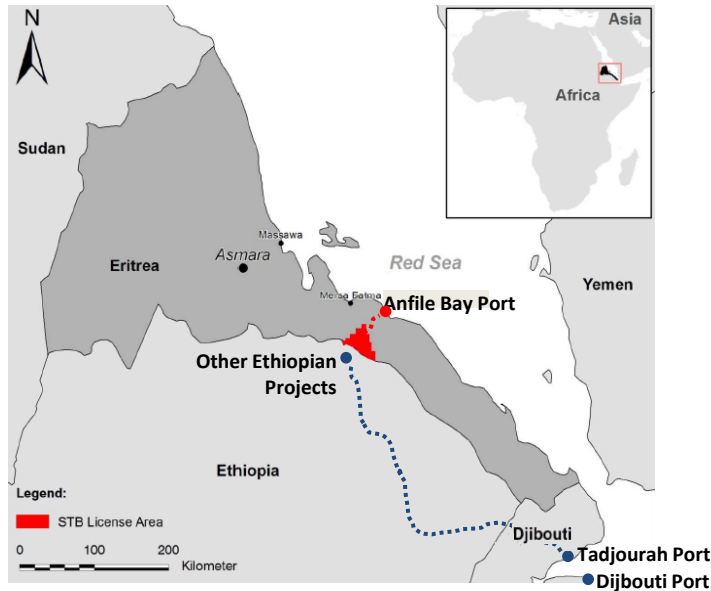 N
Asia
Africa
Sudan
Massawa
Asmara
Red Sea
Eritrea
Yemen
Mersa Fatma
Anfile Bay Port
Other Ethiopian
Projects
Ethiopia
Legend:
STB License Area
Djibouti
0 100 200
Kilometer
Tadjourah Port
Dijbouti Port